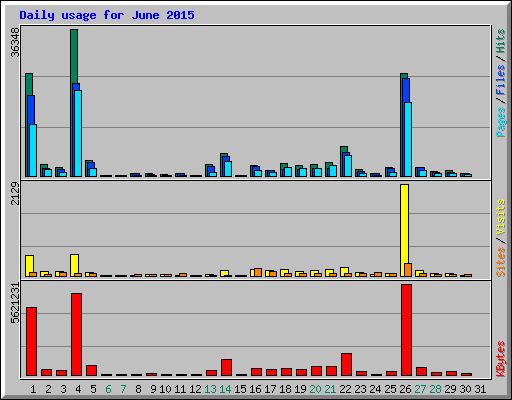 Daily usage for June 2015
36348
Pages / Files / Hits
2129
Sites / Visits
5621231
KBytes
1 2 3 4 5 6 7 8 9 10 11 12 13 14 15 16 17 18 19 20 21 22 23 24 25 26 27 28 29 30 31